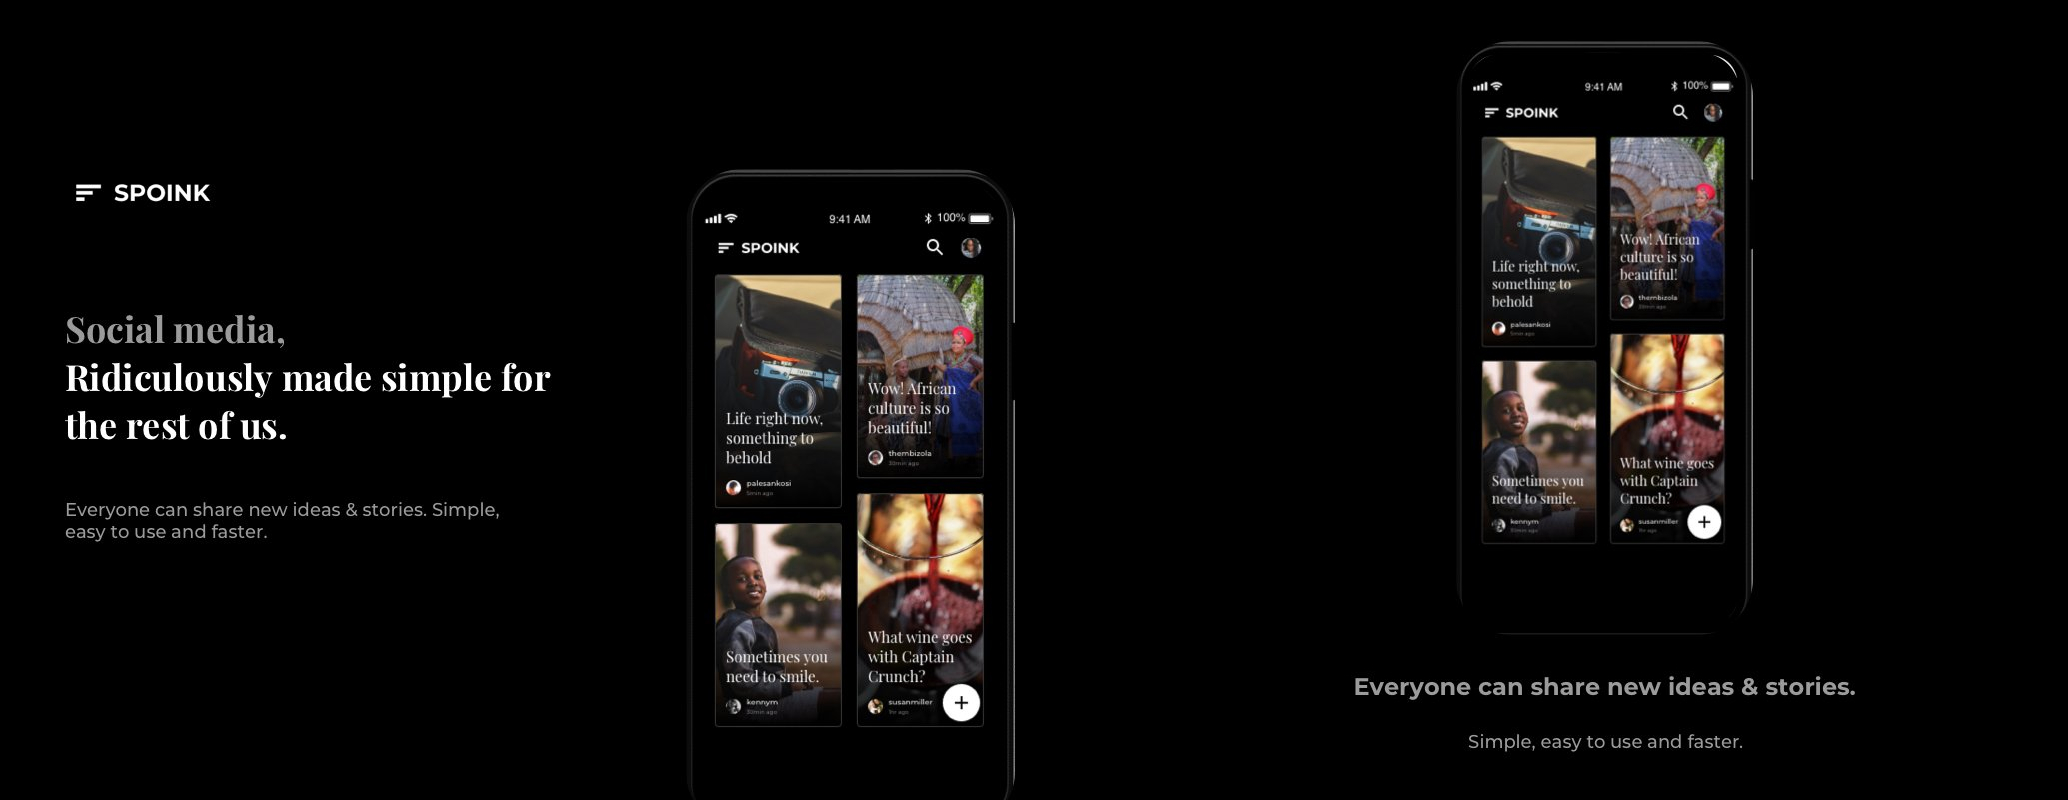 SPOINK
Social media,
Ridiculously made simple for
the rest of us.
Everyone can share new ideas & stories. Simple,
easy to use and faster.
9:41 AM
100%
SPOINK
Life right now,
something to
behold
palesankosi
5min ago
Wow! African
culture is so
beautiful!
thembizola
30min ago
Sometimes you
need to smile.
kennym
30min ago
What wine goes
with Captain
Crunch?
susanmiller
1hr ago
9:41 AM
100%
SPOINK
Life right now,
something to
behold
palesankosi
5min ago
Wow! African
culture is so
beautiful!
thembizola
30min ago
Sometimes you
need to smile.
kennym
30min ago
What wine goes
with Captain
Crunch?
susanmiller
1hr ago
Everyone can share new ideas & stories.
Simple, easy to use and faster.